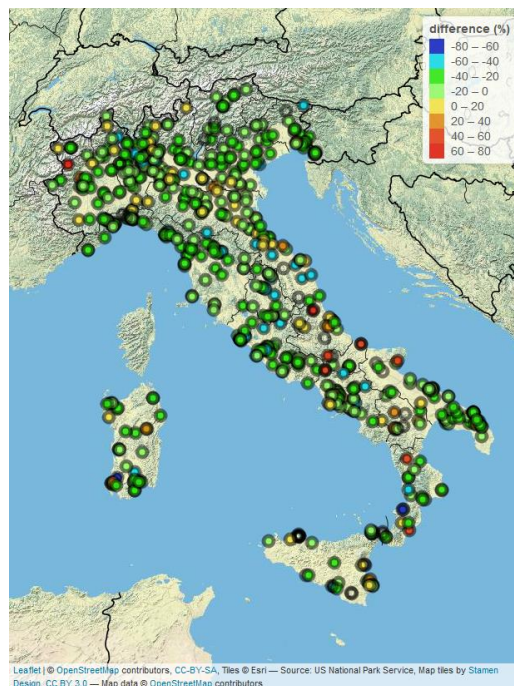 difference (%)
-80 – -60
-60 – -40
-40 – -20
-20 – 0
0 – 20
20 – 40
40 – 60
60 – 80
Leaflet | © OpenStreetMap contributors, CC-BY-SA, Tiles © Esri — Source: US National Park Service, Map tiles by Stamen
Design, CC BY 3.0 — Map data © OpenStreetMap contributors